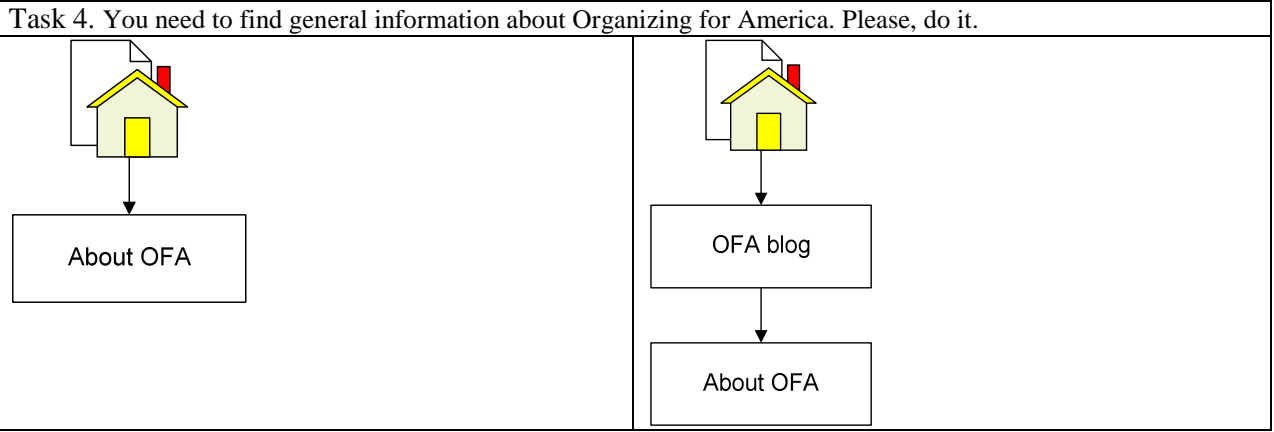 Task 4. You need to find general information about Organizing for America. Please, do it.
About OFA
OFA blog
About OFA